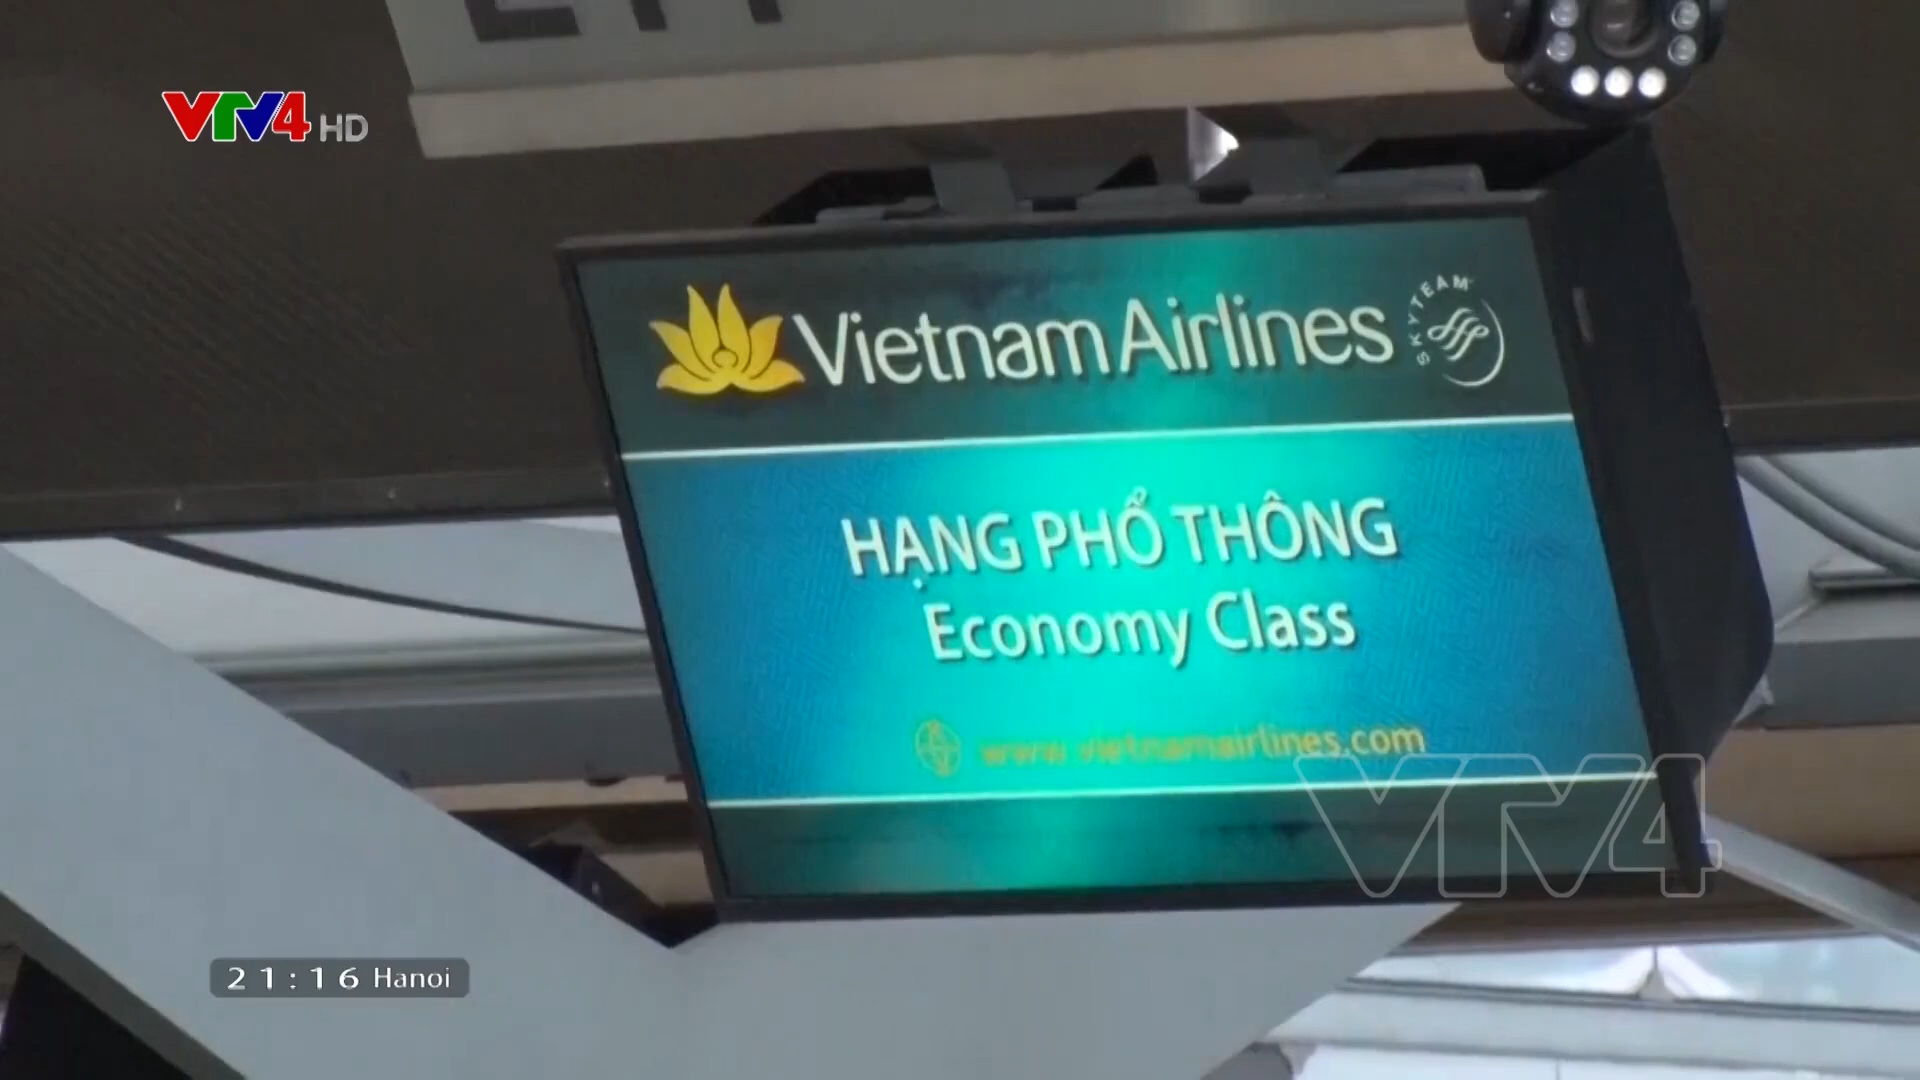 VTV4 HD
Vietnam Airlines
SKYTEAM
HẠNG PHỔ THÔNG
Economy Class
www.vietnamairlines.com
VTV4
21:16 Hanoi